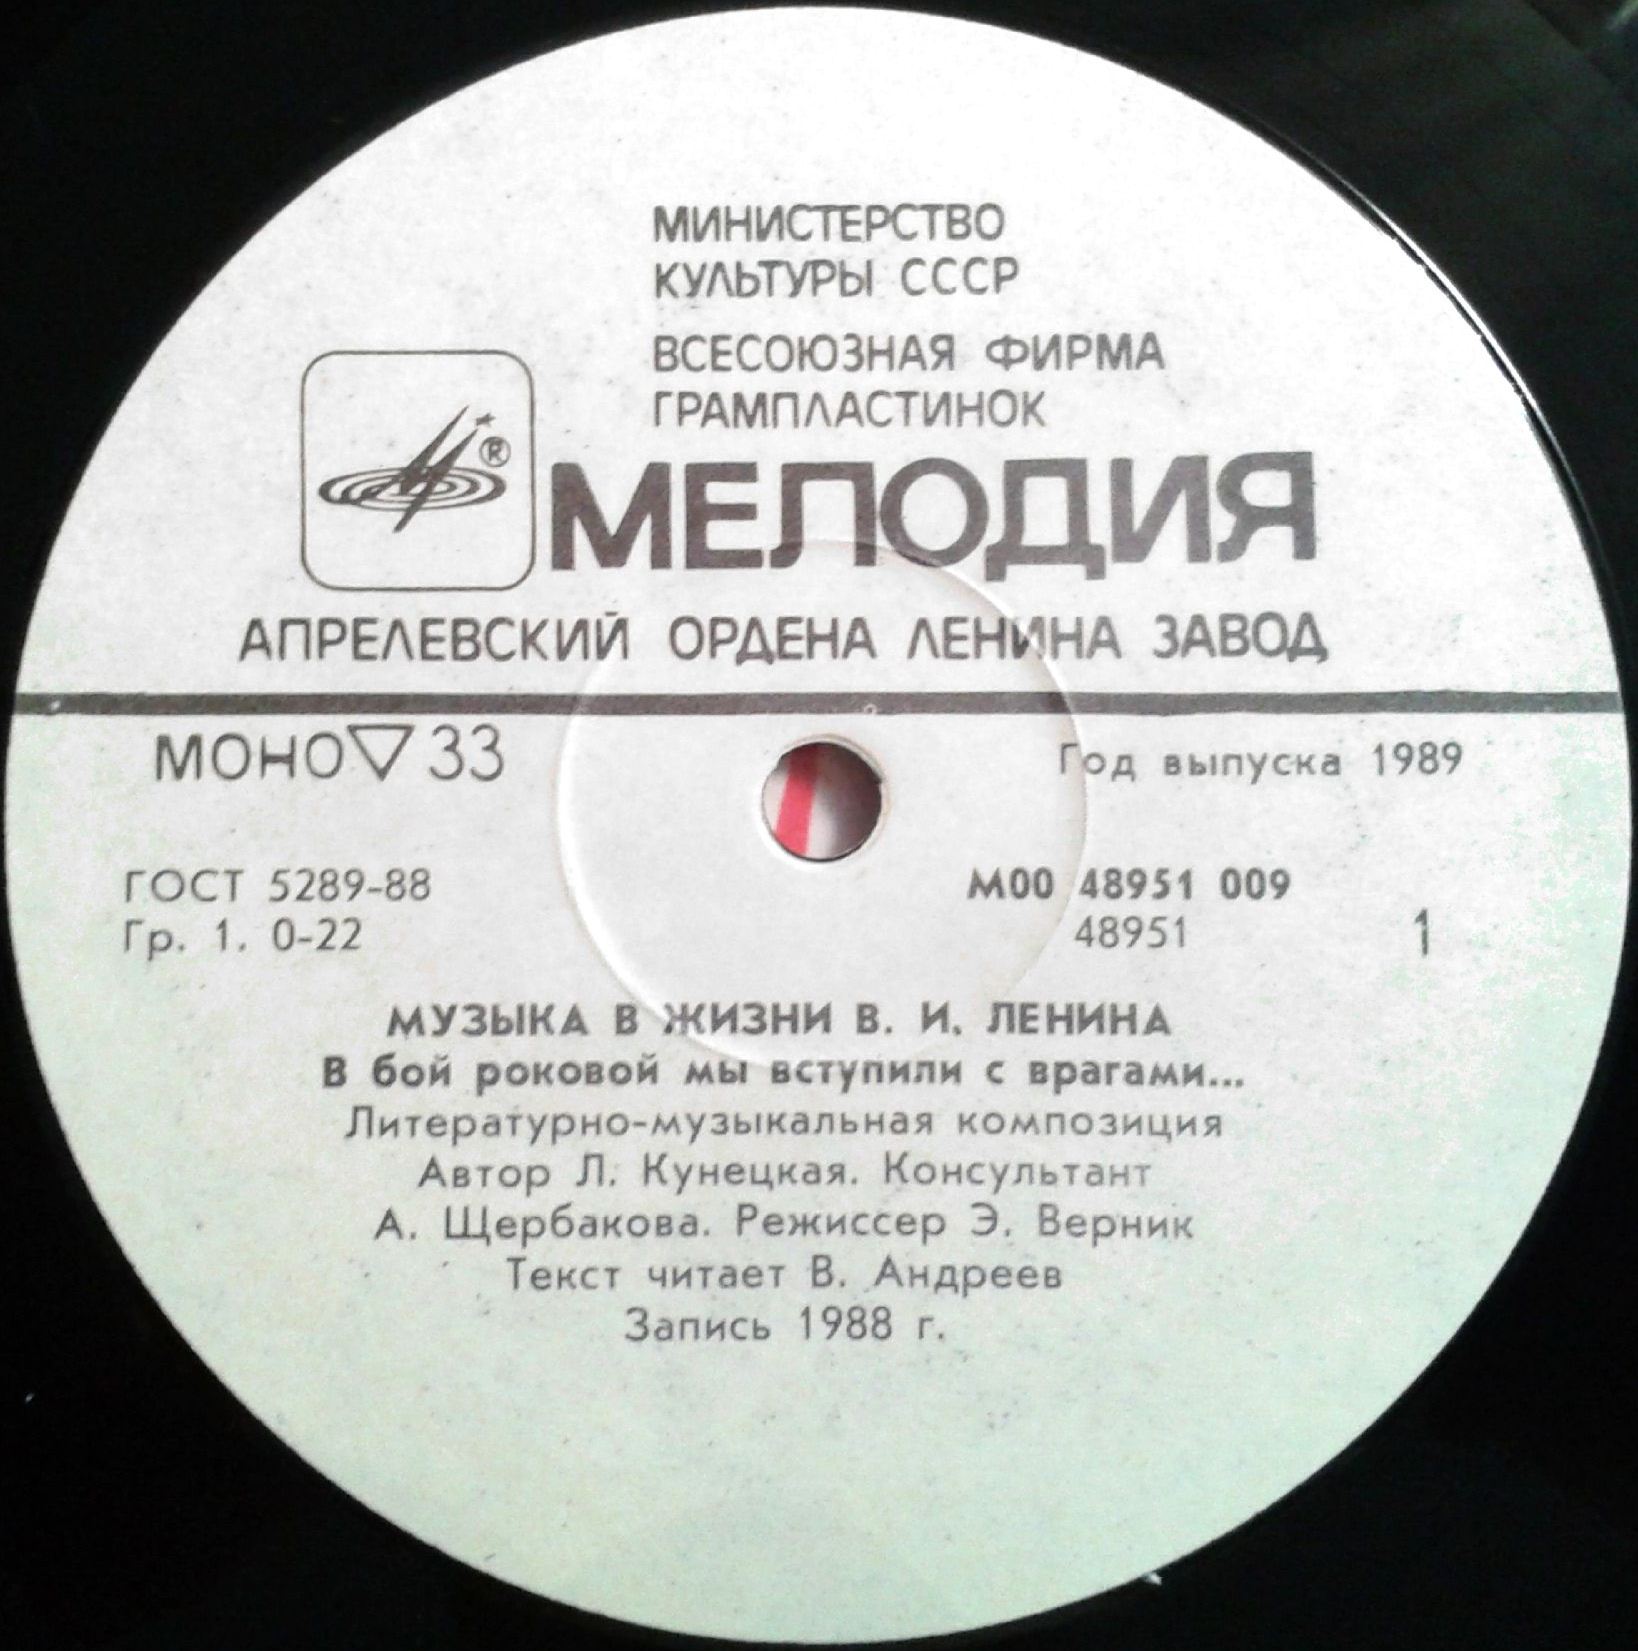 МИНИСТЕРСТВО
КУЛЬТУРЫ СССР
ВСЕСОЮЗНАЯ ФИРМА
ГРАМПЛАСТИНОК
®
МЕЛОДИЯ
АПРЕЛЕВСКИЙ ОРДЕНА ЛЕНИНА ЗАВОД
МОНО ▽ 33
Год выпуска 1989
ГОСТ 5289-88
Гр. 1. 0-22
М00 48951 009
48951
1
МУЗЫКА В ЖИЗНИ В. И. ЛЕНИНА
В бой роковой мы вступили с врагами...
Литературно-музыкальная композиция
Автор Л. Кунецкая. Консультант
А. Щербакова. Режиссер Э. Верник
Текст читает В. Андреев
Запись 1988 г.